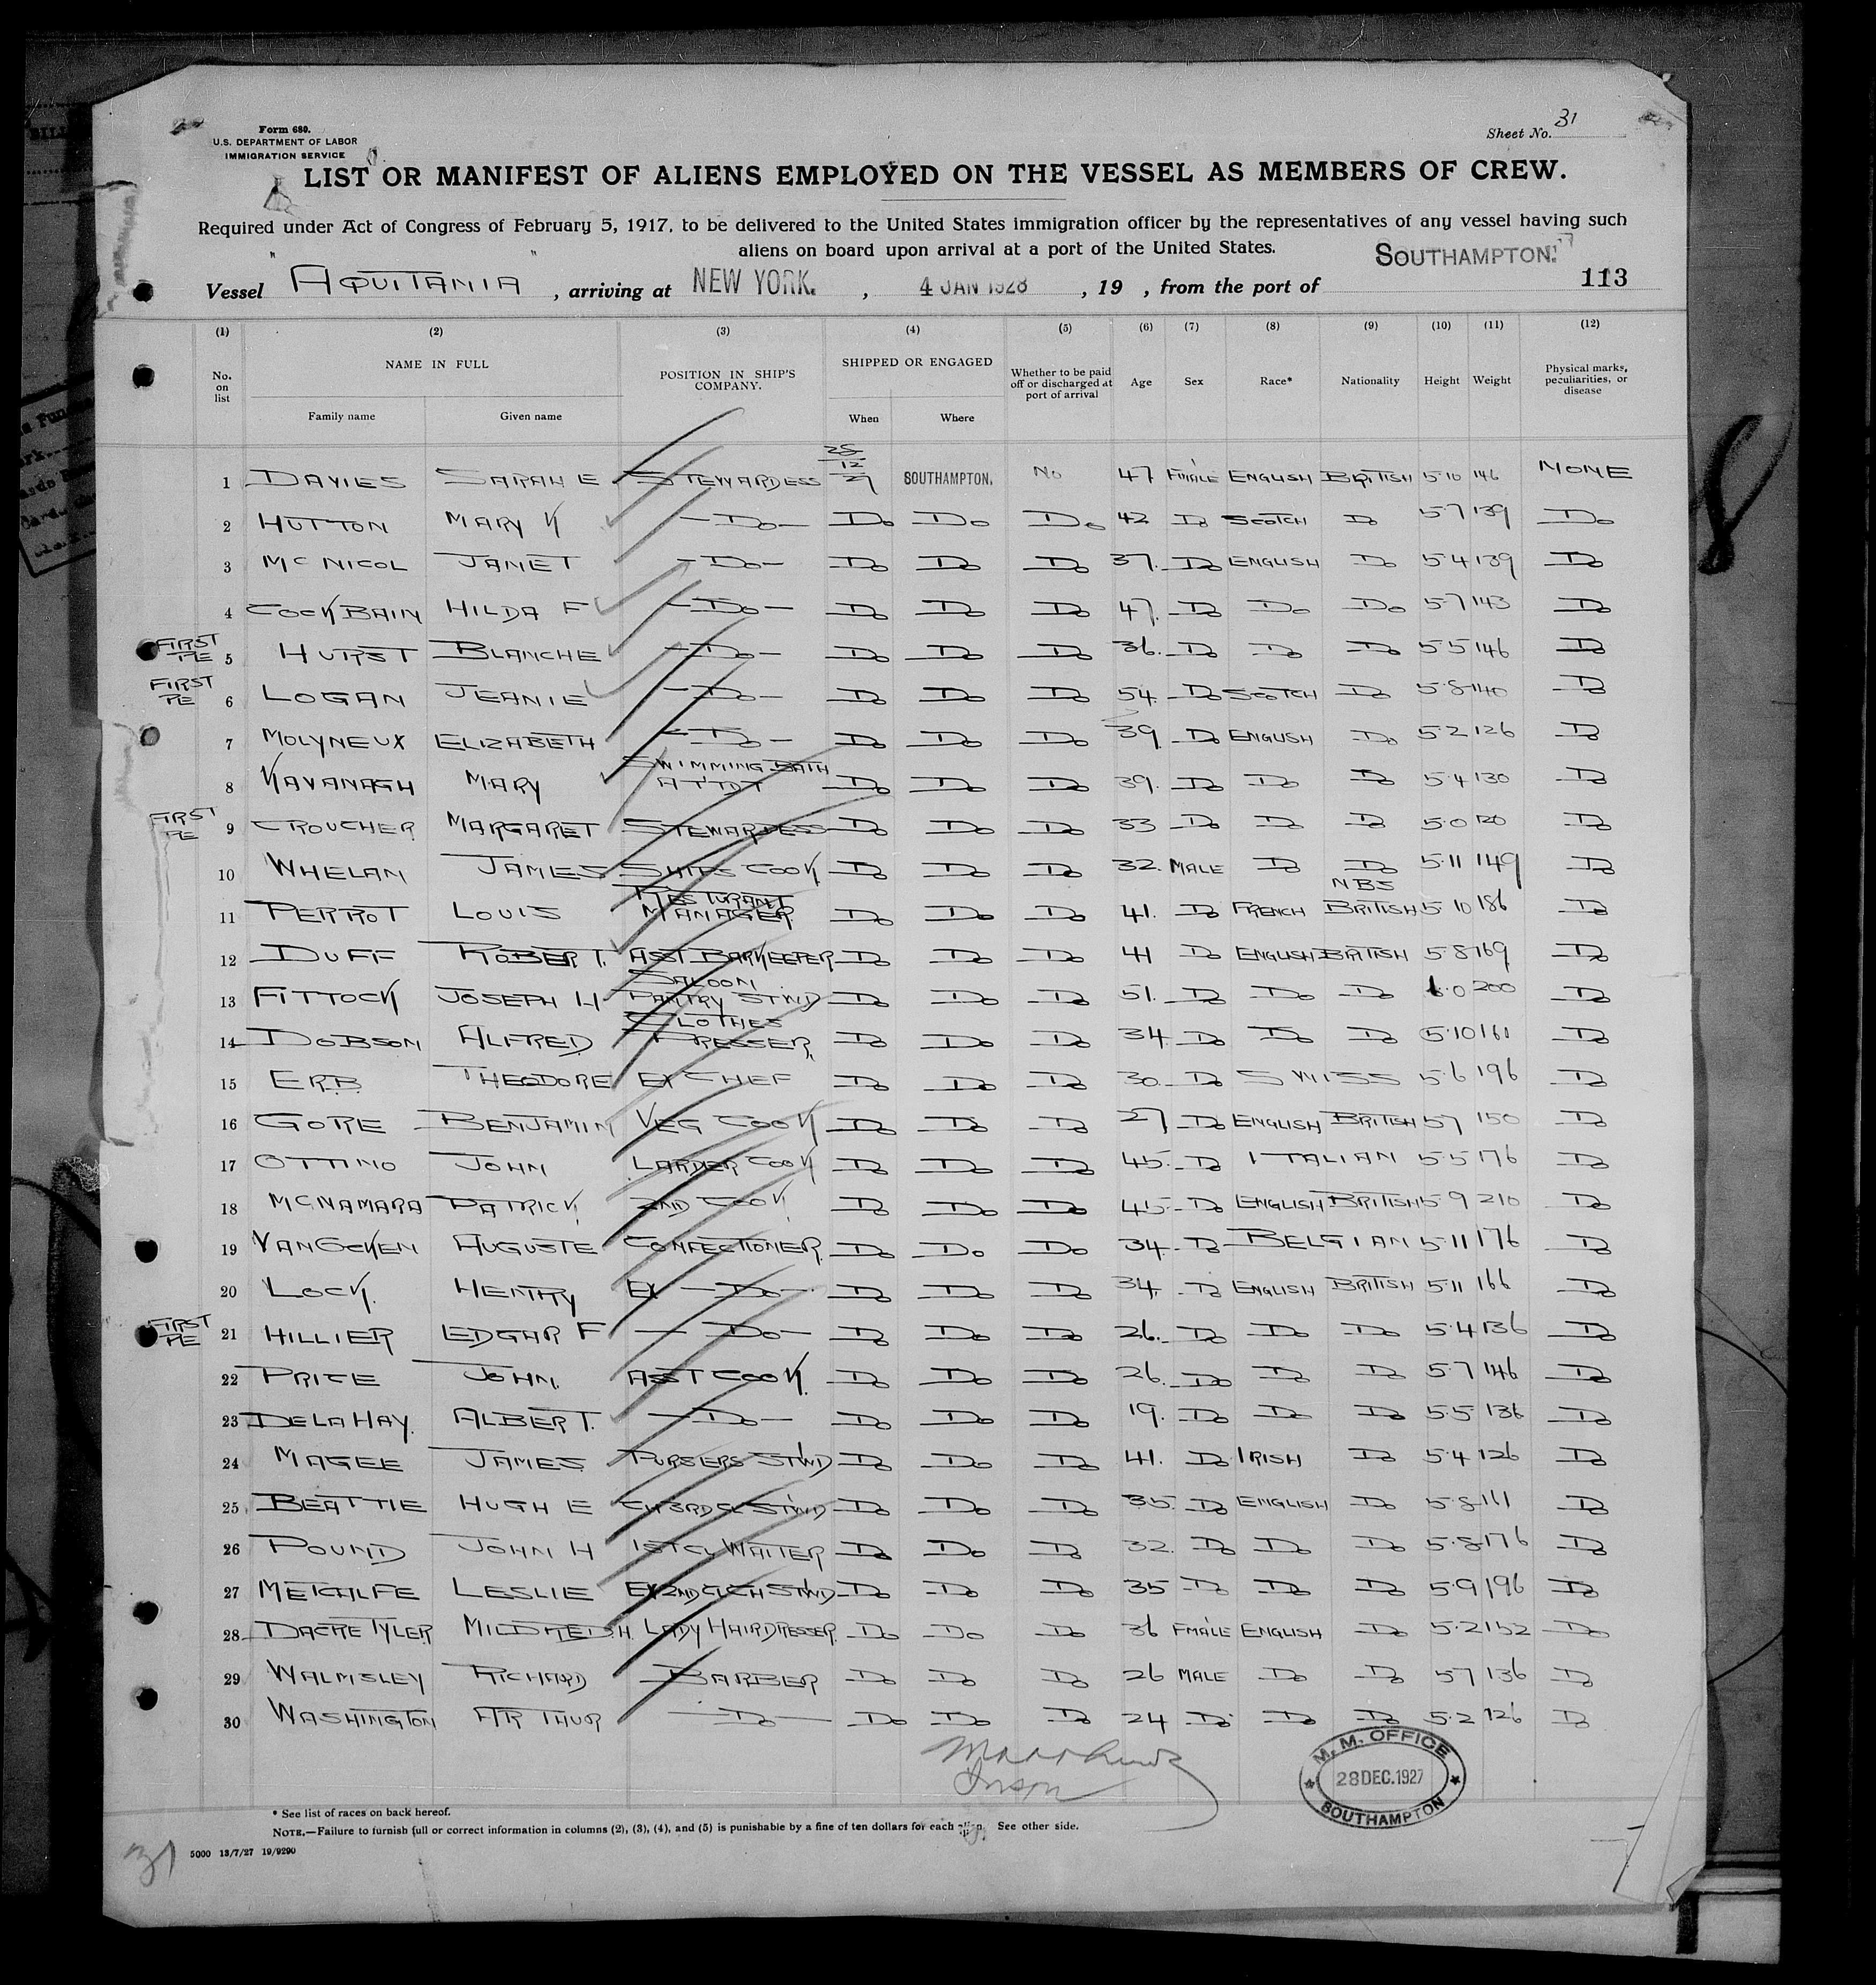 Form 680.
U.S. DEPARTMENT OF LABOR
IMMIGRATION SERVICE
Sheet No. 31
LIST OR MANIFEST OF ALIENS EMPLOYED ON THE VESSEL AS MEMBERS OF CREW.
Required under Act of Congress of February 5, 1917, to be delivered to the United States immigration officer by the representatives of any vessel having such
aliens on board upon arrival at a port of the United States.
Vessel "AQUITANIA", arriving at NEW YORK., 4 JAN 1928, 19 , from the port of SOUTHAMPTON. 113
(1) (2) (3) (4) (5) (6) (7) (8) (9) (10) (11) (12)
No. on list NAME IN FULL Family name Given name POSITION IN SHIP'S COMPANY. SHIPPED OR ENGAGED When Where Whether to be paid off or discharged at port of arrival Age Sex Race* Nationality Height Weight Physical marks, peculiarities, or disease
1 DAVIES SARAH E STEWARDESS 28/12/27 SOUTHAMPTON. No 47 FMALE ENGLISH BRITISH 5·10 146 NONE
2 HUTTON MARY K —Do— Do Do Do 42 Do SCOTCH Do 5·7 139 Do
3 McNICOL JANET —Do— Do Do Do 37. Do ENGLISH Do 5·4 139 Do
4 COCKBAIN HILDA F —Do— Do Do Do 47. Do Do Do 5·7 143 Do
FIRST PE 5 HURST BLANCHE —Do— Do Do Do 36. Do Do Do 5·5 146 Do
FIRST PE 6 LOGAN JEANIE —Do— Do Do Do 54. Do SCOTCH Do 5·8 140 Do
7 MOLYNEUX ELIZABETH —Do— Do Do Do 39 Do ENGLISH Do 5·2 126 Do
8 KAVANAGH MARY SWIMMING BATH ATTDT Do Do Do 39. Do Do Do 5·4 130 Do
FIRST PE 9 CROUCHER MARGARET STEWARDESS Do Do Do 33 Do Do Do 5·0 120 Do
10 WHELAN JAMES SHIPS COOK Do Do Do 32. MALE Do Do 5·11 149 Do
11 PERROT LOUIS RESTURANT MANAGER Do Do Do 41. Do FRENCH NBS BRITISH 5·10 186 Do
12 DUFF ROBERT. ASST BARKEEPER Do Do Do 41 Do ENGLISH BRITISH 5·8 169 Do
13 FITTOCK JOSEPH H SALOON PANTRY STWD Do Do Do 51. Do Do Do 6·0 200 Do
14 DOBSON ALFRED CLOTHES PRESSER Do Do Do 34 Do Do Do 5·10 161 Do
15 ERB THEODORE EX CHEF Do Do Do 30. Do SWISS 5·6 196 Do
16 GORE BENJAMIN VEG COOK Do Do Do 27 Do ENGLISH BRITISH 5·7 150 Do
17 OTTINO JOHN LARDER COOK Do Do Do 45. Do ITALIAN 5·5 176 Do
18 McNAMARA PATRICK 2ND COOK Do Do Do 45. Do ENGLISH BRITISH 5·9 210 Do
19 VANGCKEN AUGUSTE CONFECTIONER Do Do Do 34. Do BELGIAN 5·11 176 Do
20 LOCK. HENRY EX —Do— Do Do Do 34. Do ENGLISH BRITISH 5·11 166 Do
FIRST PE 21 HILLIER EDGAR F —Do— Do Do Do 26. Do Do Do 5·4 136 Do
22 PRICE JOHN. AST COOK. Do Do Do 26. Do Do Do 5·7 146 Do
23 DELAHAY. ALBERT. —Do— Do Do Do 19. Do Do Do 5·5 136 Do
24 MAGEE JAMES PURSERS STWD Do Do Do 41. Do IRISH Do 5·4 126 Do
25 BEATTIE HUGH E CH 3RD CL STWD Do Do Do 35. Do ENGLISH Do 5·8 161 Do
26 POUND JOHN H 1ST CL WAITER Do Do Do 32. Do Do Do 5·8 176 Do
27 METCALFE LESLIE EX 2ND CL CH STWD Do Do Do 35 Do Do Do 5·9 196 Do
28 DACRE TYLER MILDRED H. LADY HAIRDRESSER. Do Do Do 36 FMALE ENGLISH Do 5·2 132 Do
29 WALMSLEY RICHARD BARBER Do Do Do 26 MALE Do Do 5·7 136 Do
30 WASHINGTON ARTHUR —Do— Do Do Do 24 Do Do Do 5·2 126 Do
M.M. OFFICE
28 DEC. 1927
SOUTHAMPTON
* See list of races on back hereof.
NOTE.—Failure to furnish full or correct information in columns (2), (3), (4), and (5) is punishable by a fine of ten dollars for each alien. See other side.
5000 13/7/27 19/9290
31